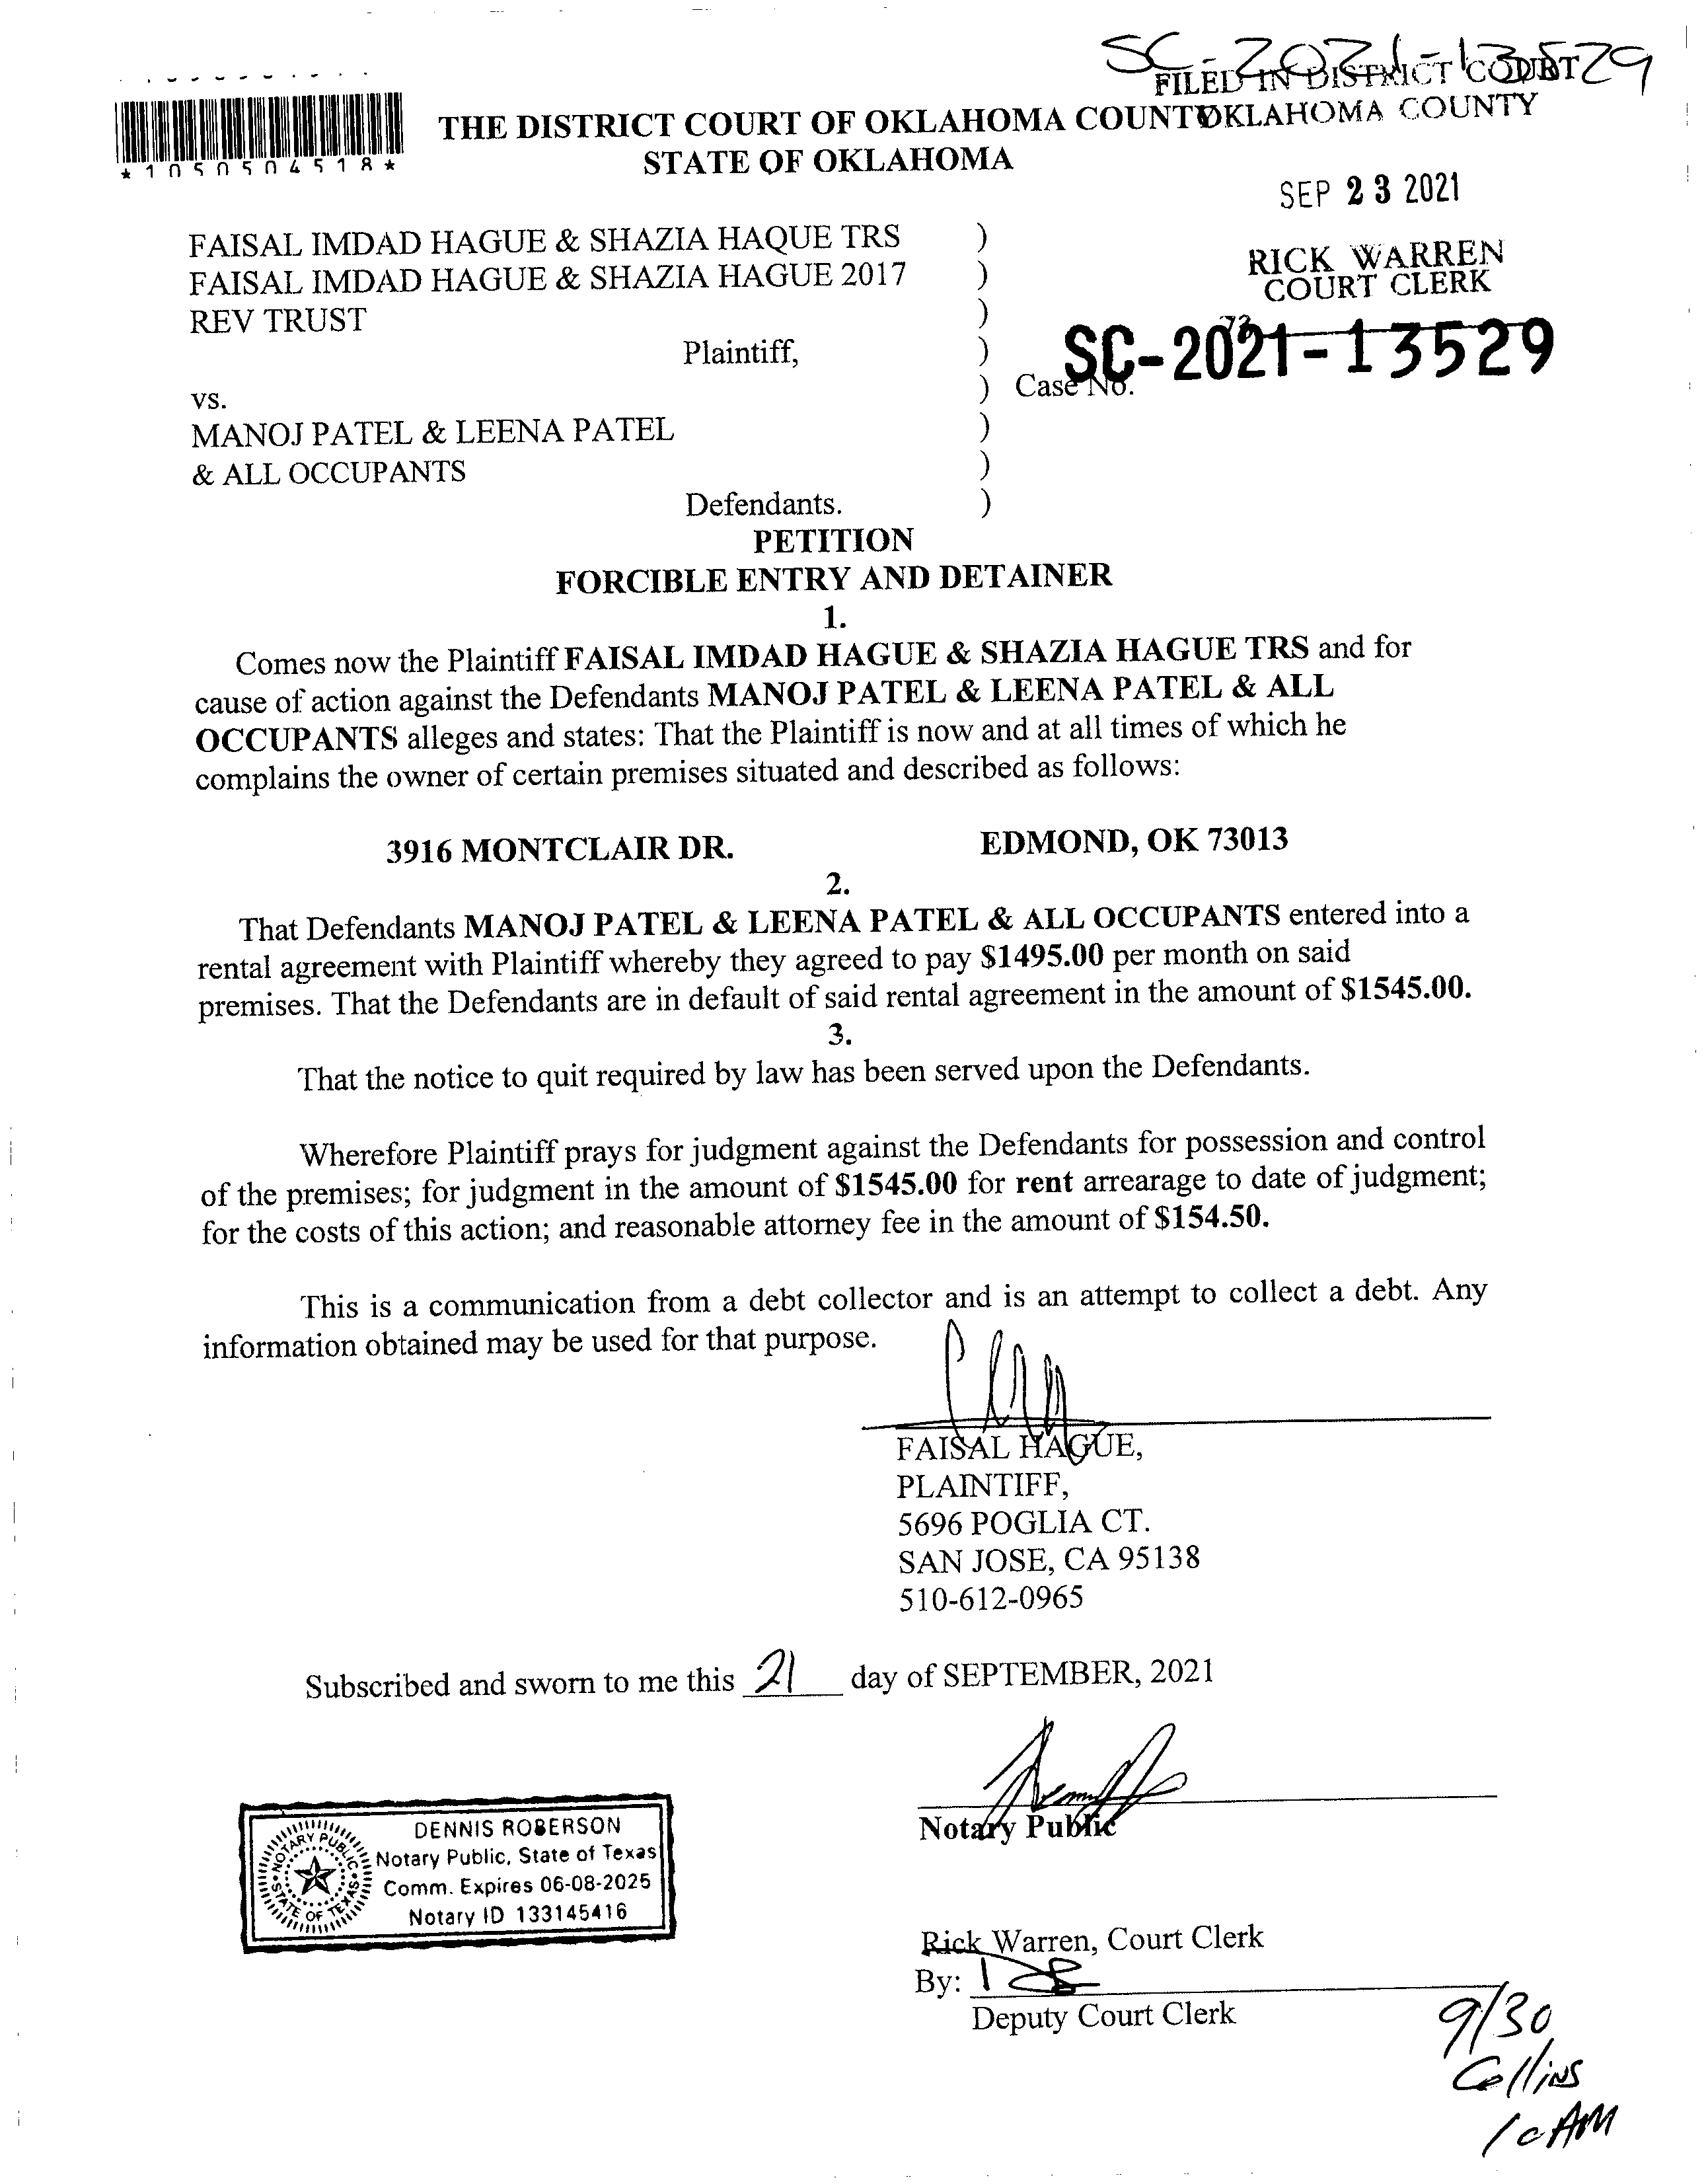 SC-2021-13529
FILED IN DISTRICT COURT
OKLAHOMA COUNTY
*1050504518*
THE DISTRICT COURT OF OKLAHOMA COUNTY
STATE OF OKLAHOMA
SEP 23 2021
RICK WARREN
COURT CLERK
73
SC-2021-13529
FAISAL IMDAD HAGUE & SHAZIA HAQUE TRS )
FAISAL IMDAD HAGUE & SHAZIA HAGUE 2017 )
REV TRUST )
Plaintiff, )
vs. ) Case No.
MANOJ PATEL & LEENA PATEL )
& ALL OCCUPANTS )
Defendants. )
PETITION
FORCIBLE ENTRY AND DETAINER
1.
Comes now the Plaintiff FAISAL IMDAD HAGUE & SHAZIA HAGUE TRS and for
cause of action against the Defendants MANOJ PATEL & LEENA PATEL & ALL
OCCUPANTS alleges and states: That the Plaintiff is now and at all times of which he
complains the owner of certain premises situated and described as follows:
3916 MONTCLAIR DR. EDMOND, OK 73013
2.
That Defendants MANOJ PATEL & LEENA PATEL & ALL OCCUPANTS entered into a
rental agreement with Plaintiff whereby they agreed to pay $1495.00 per month on said
premises. That the Defendants are in default of said rental agreement in the amount of $1545.00.
3.
That the notice to quit required by law has been served upon the Defendants.
Wherefore Plaintiff prays for judgment against the Defendants for possession and control
of the premises; for judgment in the amount of $1545.00 for rent arrearage to date of judgment;
for the costs of this action; and reasonable attorney fee in the amount of $154.50.
This is a communication from a debt collector and is an attempt to collect a debt. Any
information obtained may be used for that purpose.
FAISAL HAGUE,
PLAINTIFF,
5696 POGLIA CT.
SAN JOSE, CA 95138
510-612-0965
Subscribed and sworn to me this 21 day of SEPTEMBER, 2021
Notary Public
NOTARY PUBLIC
STATE OF TEXAS
DENNIS ROBERSON
Notary Public, State of Texas
Comm. Expires 06-08-2025
Notary ID 133145416
Rick Warren, Court Clerk
By:
Deputy Court Clerk
9/30
Collins
10 AM